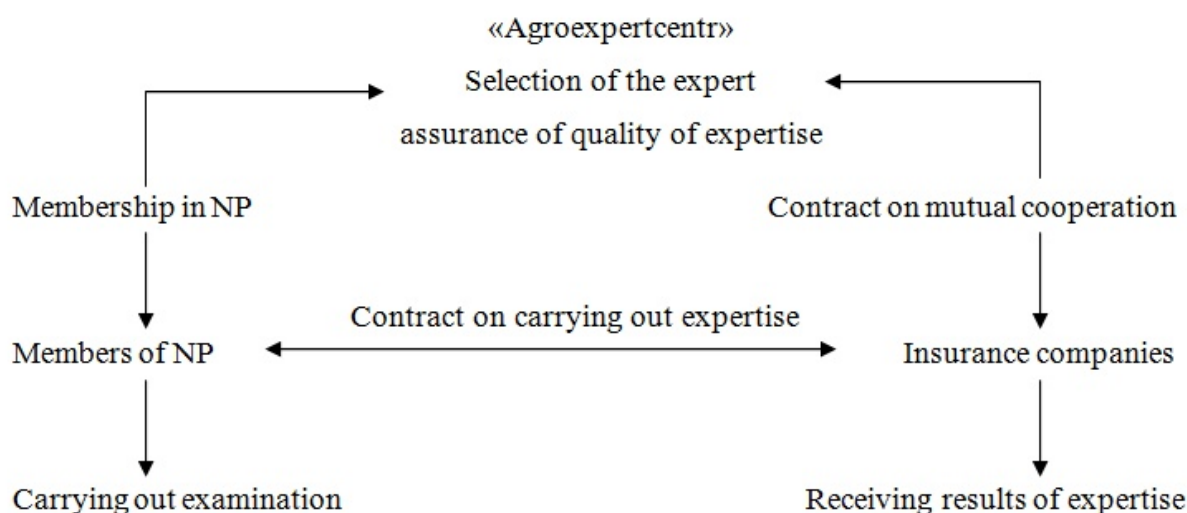 «Agroexpertcentr»
Selection of the expert
assurance of quality of expertise
Membership in NP
Contract on mutual cooperation
Contract on carrying out expertise
Members of NP
Insurance companies
Carrying out examination
Receiving results of expertise